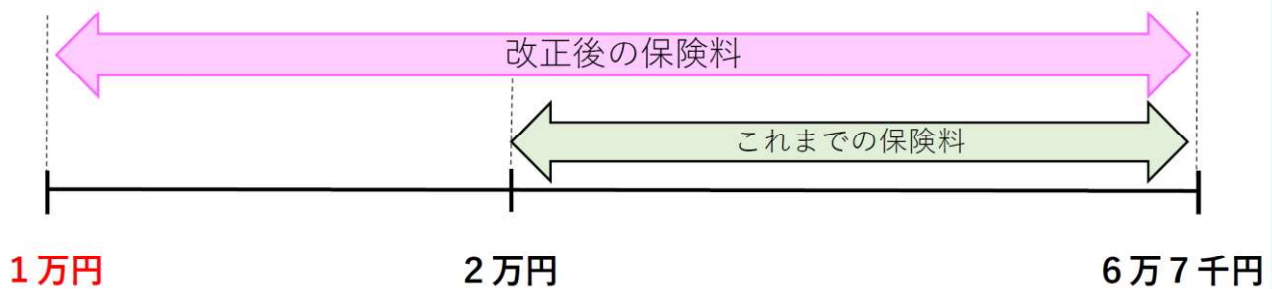 改正後の保険料
これまでの保険料
１万円
２万円
６万７千円